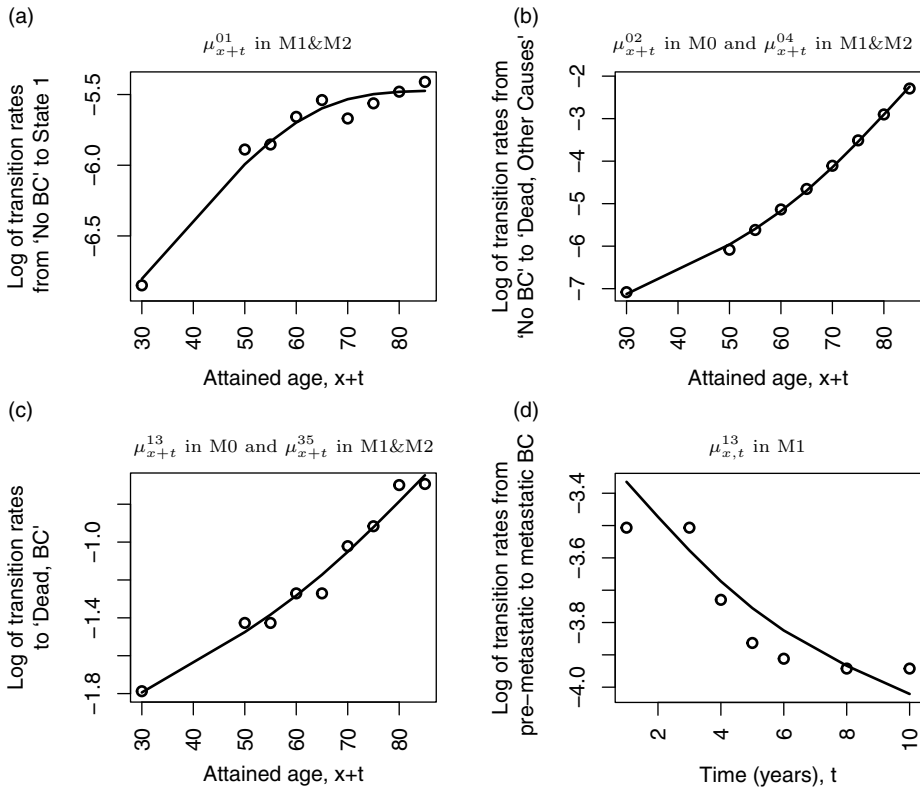 (a)
μ_{x+t}^{01} in M1&M2
Log of transition rates
from 'No BC' to State 1
−5.5
−6.0
−6.5
30 40 50 60 70 80
Attained age, x+t
(b)
μ_{x+t}^{02} in M0 and μ_{x+t}^{04} in M1&M2
Log of transition rates from
'No BC' to 'Dead, Other Causes'
−2
−3
−4
−5
−6
−7
30 40 50 60 70 80
Attained age, x+t
(c)
μ_{x+t}^{13} in M0 and μ_{x+t}^{35} in M1&M2
Log of transition rates
to 'Dead, BC'
−1.0
−1.4
−1.8
30 40 50 60 70 80
Attained age, x+t
(d)
μ_{x,t}^{13} in M1
Log of transition rates from
pre−metastatic to metastatic BC
−3.4
−3.6
−3.8
−4.0
2 4 6 8 10
Time (years), t